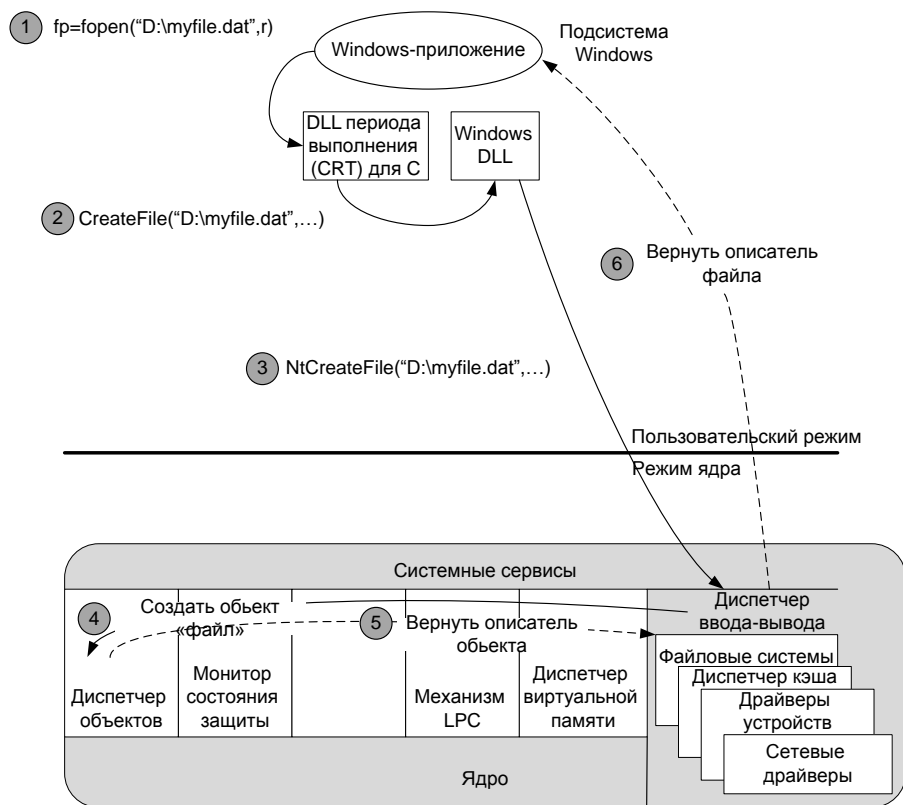 1 fp=fopen("D:\myfile.dat",r)
Windows-приложение
Подсистема
Windows
DLL периода
выполнения
(CRT) для C
Windows
DLL
2 CreateFile("D:\myfile.dat",…)
6 Вернуть описатель
файла
3 NtCreateFile("D:\myfile.dat",…)
Пользовательский режим
Режим ядра
Системные сервисы
4 Создать обьект
«файл»
5 Вернуть описатель
обьекта
Диспетчер
ввода-вывода
Диспетчер
объектов
Монитор
состояния
защиты
Механизм
LPC
Диспетчер
виртуальной
памяти
Файловые системы
Диспетчер кэша
Драйверы
устройств
Сетевые
драйверы
Ядро